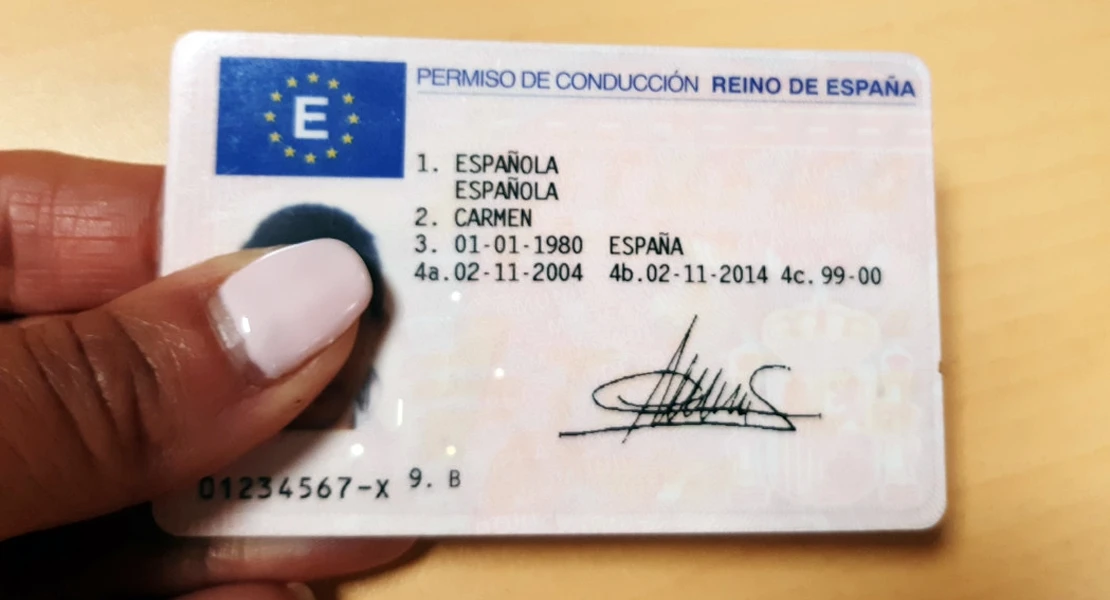 E
PERMISO DE CONDUCCIÓN REINO DE ESPAÑA
1. ESPAÑOLA
ESPAÑOLA
2. CARMEN
3. 01-01-1980 ESPAÑA
4a.02-11-2004 4b.02-11-2014 4c. 99-00
01234567-X 9. B